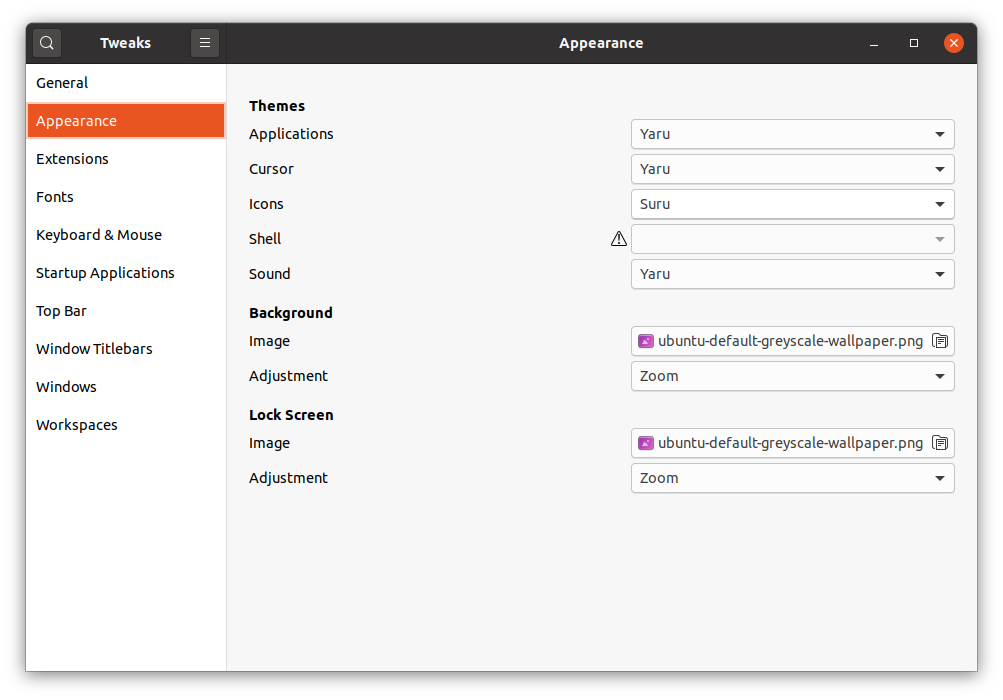 Tweaks
Appearance
General
Appearance
Extensions
Fonts
Keyboard & Mouse
Startup Applications
Top Bar
Window Titlebars
Windows
Workspaces
Themes
Applications Yaru
Cursor Yaru
Icons Suru
Shell
Sound Yaru
Background
Image ubuntu-default-greyscale-wallpaper.png
Adjustment Zoom
Lock Screen
Image ubuntu-default-greyscale-wallpaper.png
Adjustment Zoom